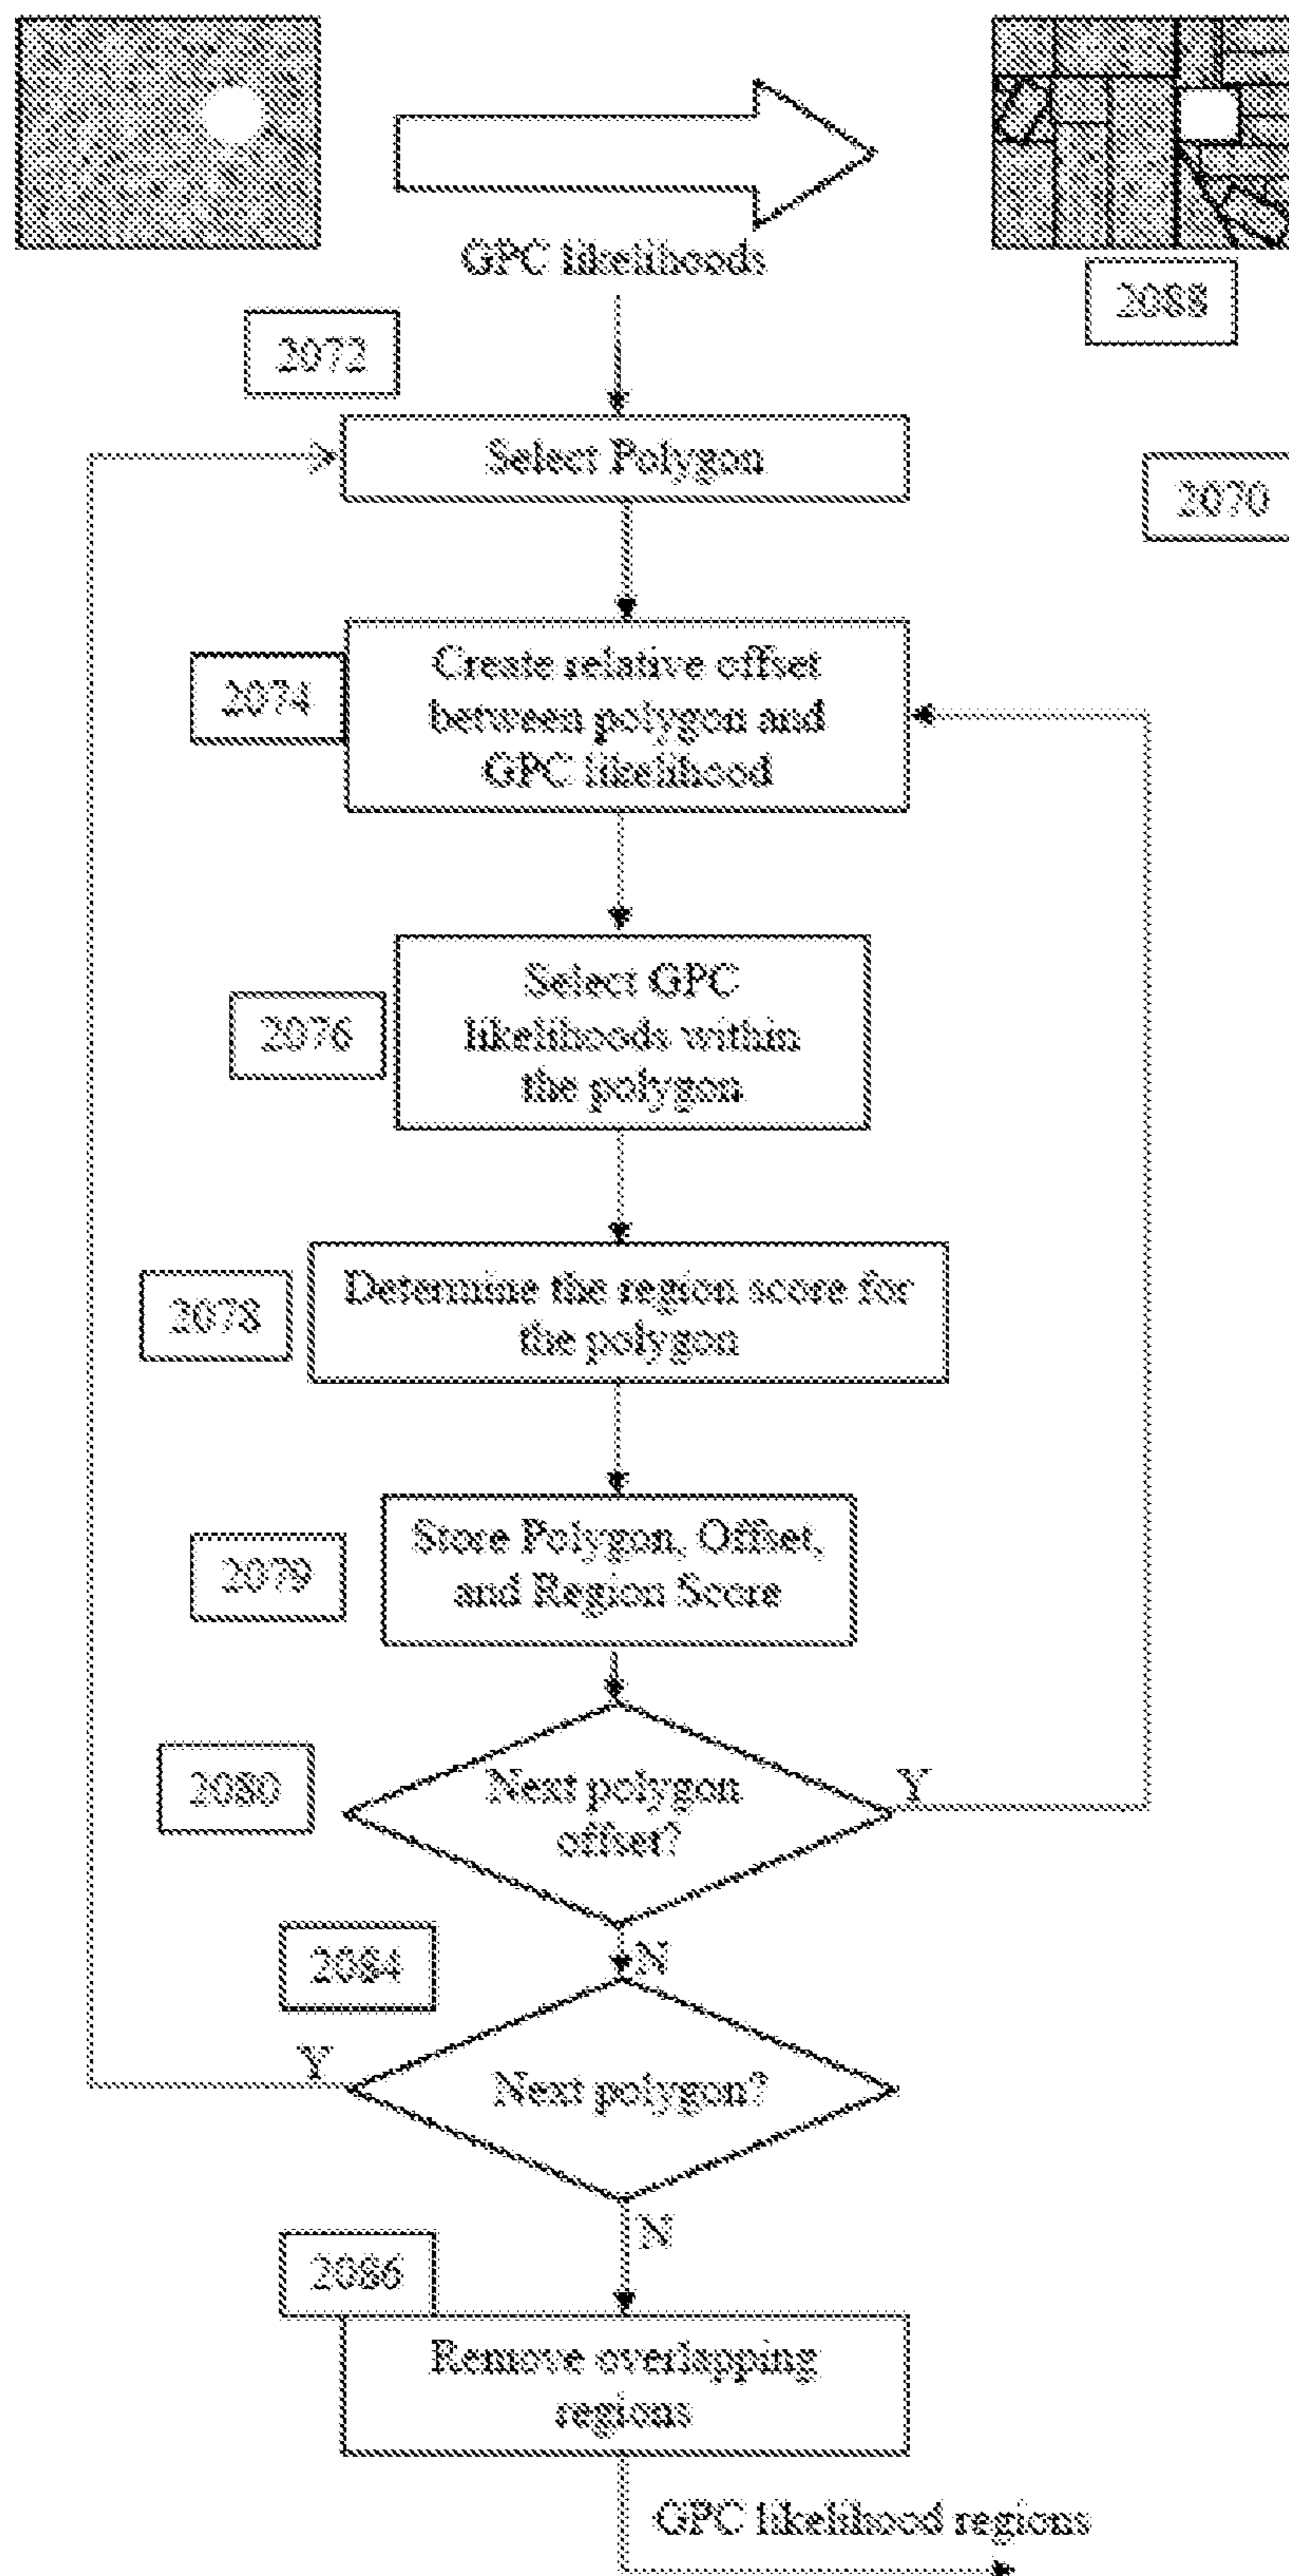 GPC likelihoods
2088
2072
Select Polygon
2070
2074
Create relative offset
between polygon and
GPC likelihood
2076
Select GPC
likelihoods within
the polygon
2078
Determine the region score for
the polygon
2079
Store Polygon, Offset,
and Region Score
2080
Next polygon
offset?
Y
2084
N
Y
Next polygon?
N
2086
Remove overlapping
regions
GPC likelihood regions